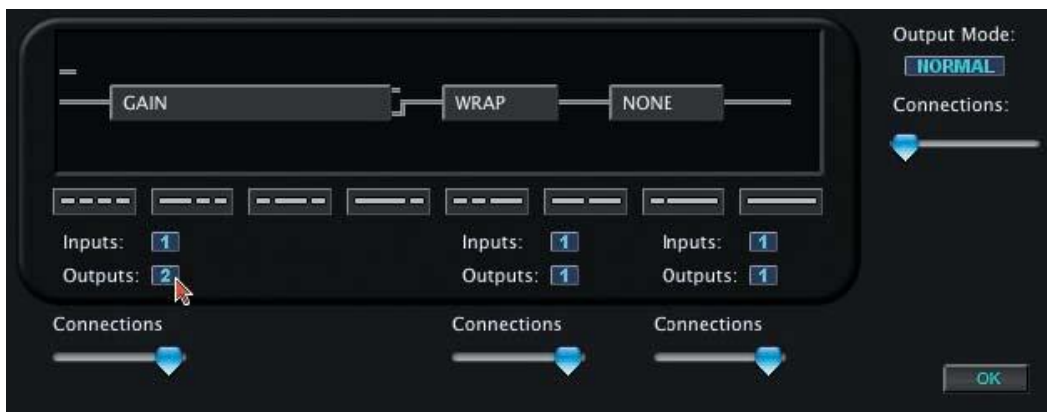 Output Mode:
NORMAL
Connections:
GAIN WRAP NONE
Inputs: 1 Inputs: 1 Inputs: 1
Outputs: 2 Outputs: 1 Outputs: 1
Connections Connections Connections
OK